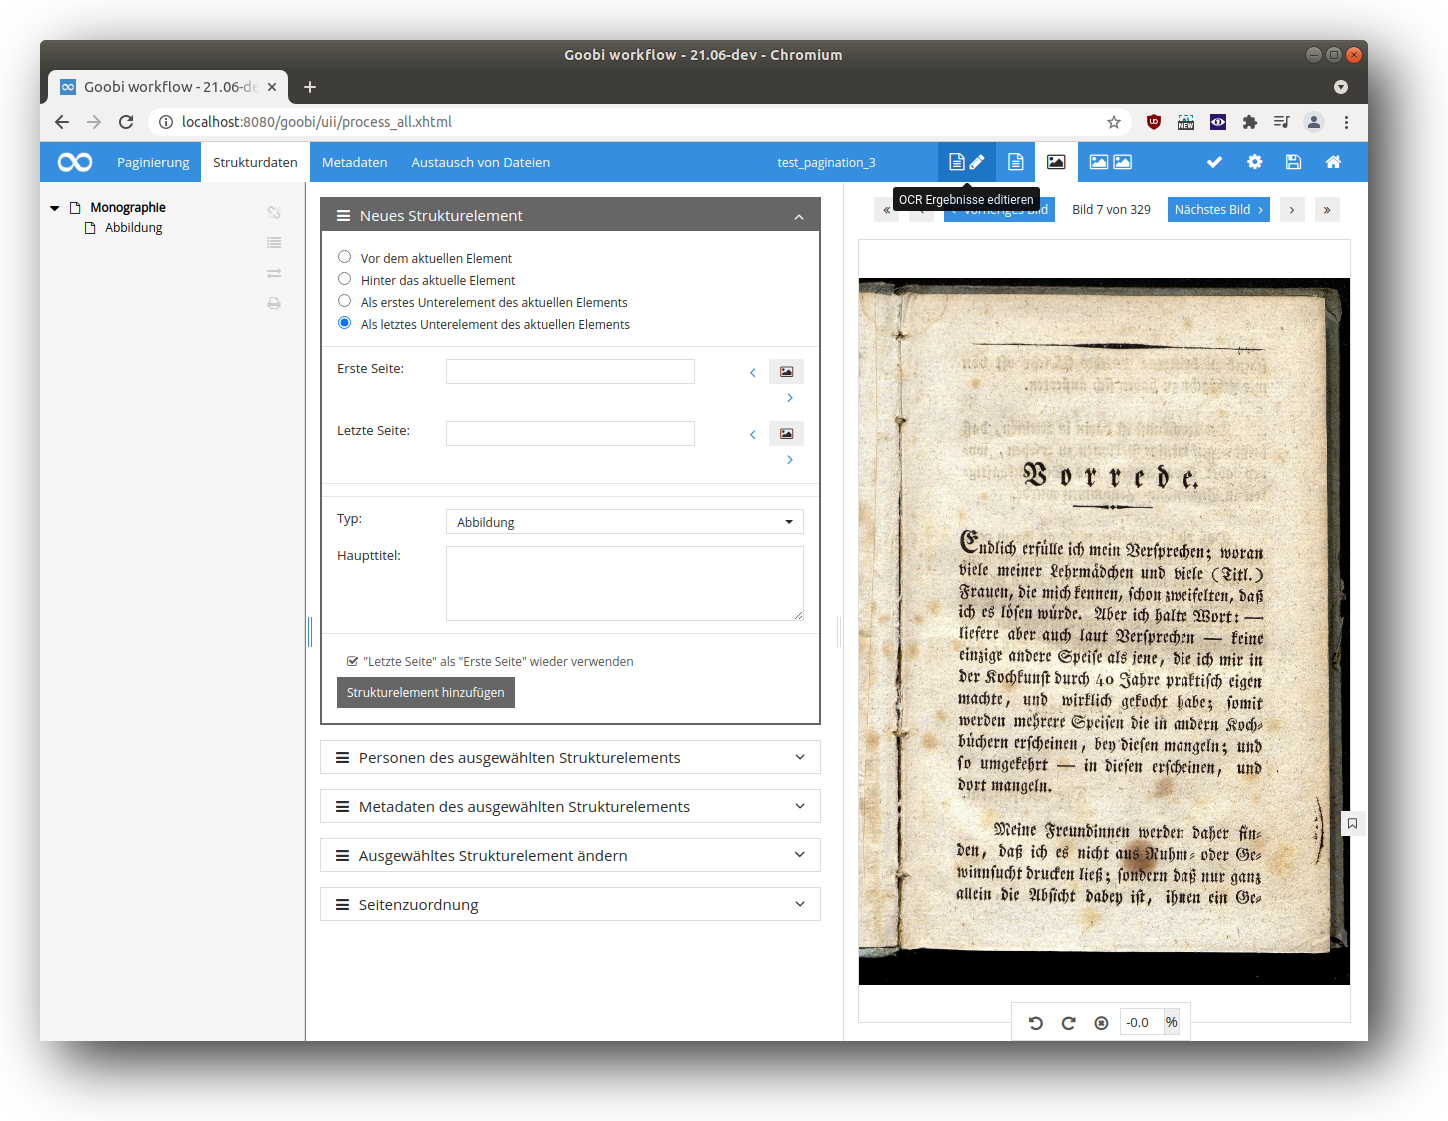 Goobi workflow - 21.06-dev - Chromium
Goobi workflow - 21.06-de
localhost:8080/goobi/uii/process_all.xhtml
NEW
Paginierung
Strukturdaten
Metadaten
Austausch von Dateien
test_pagination_3
OCR Ergebnisse editieren
Monographie
Abbildung
Neues Strukturelement
Vor dem aktuellen Element
Hinter das aktuelle Element
Als erstes Unterelement des aktuellen Elements
Als letztes Unterelement des aktuellen Elements
Erste Seite:
Letzte Seite:
Typ:
Abbildung
Haupttitel:
"Letzte Seite" als "Erste Seite" wieder verwenden
Strukturelement hinzufügen
Personen des ausgewählten Strukturelements
Metadaten des ausgewählten Strukturelements
Ausgewähltes Strukturelement ändern
Seitenzuordnung
« ‹ Vorheriges Bild Bild 7 von 329 Nächstes Bild › › »
Vorrede.
Endlich erfülle ich mein Verſprechen; woran
viele meiner Lehrmädchen und viele (Titl.)
Frauen, die mich kennen, ſchon zweifelten, daß
ich es löſen würde. Aber ich halte Wort: —
liefere aber auch laut Verſprechen — keine
einzige andere Speiſe als jene, die ich mir in
der Kochkunſt durch 40 Jahre praktiſch eigen
machte, und wirklich gekocht habe; ſomit
werden mehrere Speiſen die in andern Koch⸗
büchern erſcheinen, bey dieſen mangeln; und
ſo umgekehrt — in dieſen erſcheinen, und
dort mangeln.
Meine Freundinnen werden daher fin⸗
den, daß ich es nicht aus Ruhm⸗ oder Ge⸗
winnſucht drucken ließ; ſondern daß nur ganz
allein die Abſicht dabey iſt, ihnen ein Ge⸗
-0.0 %